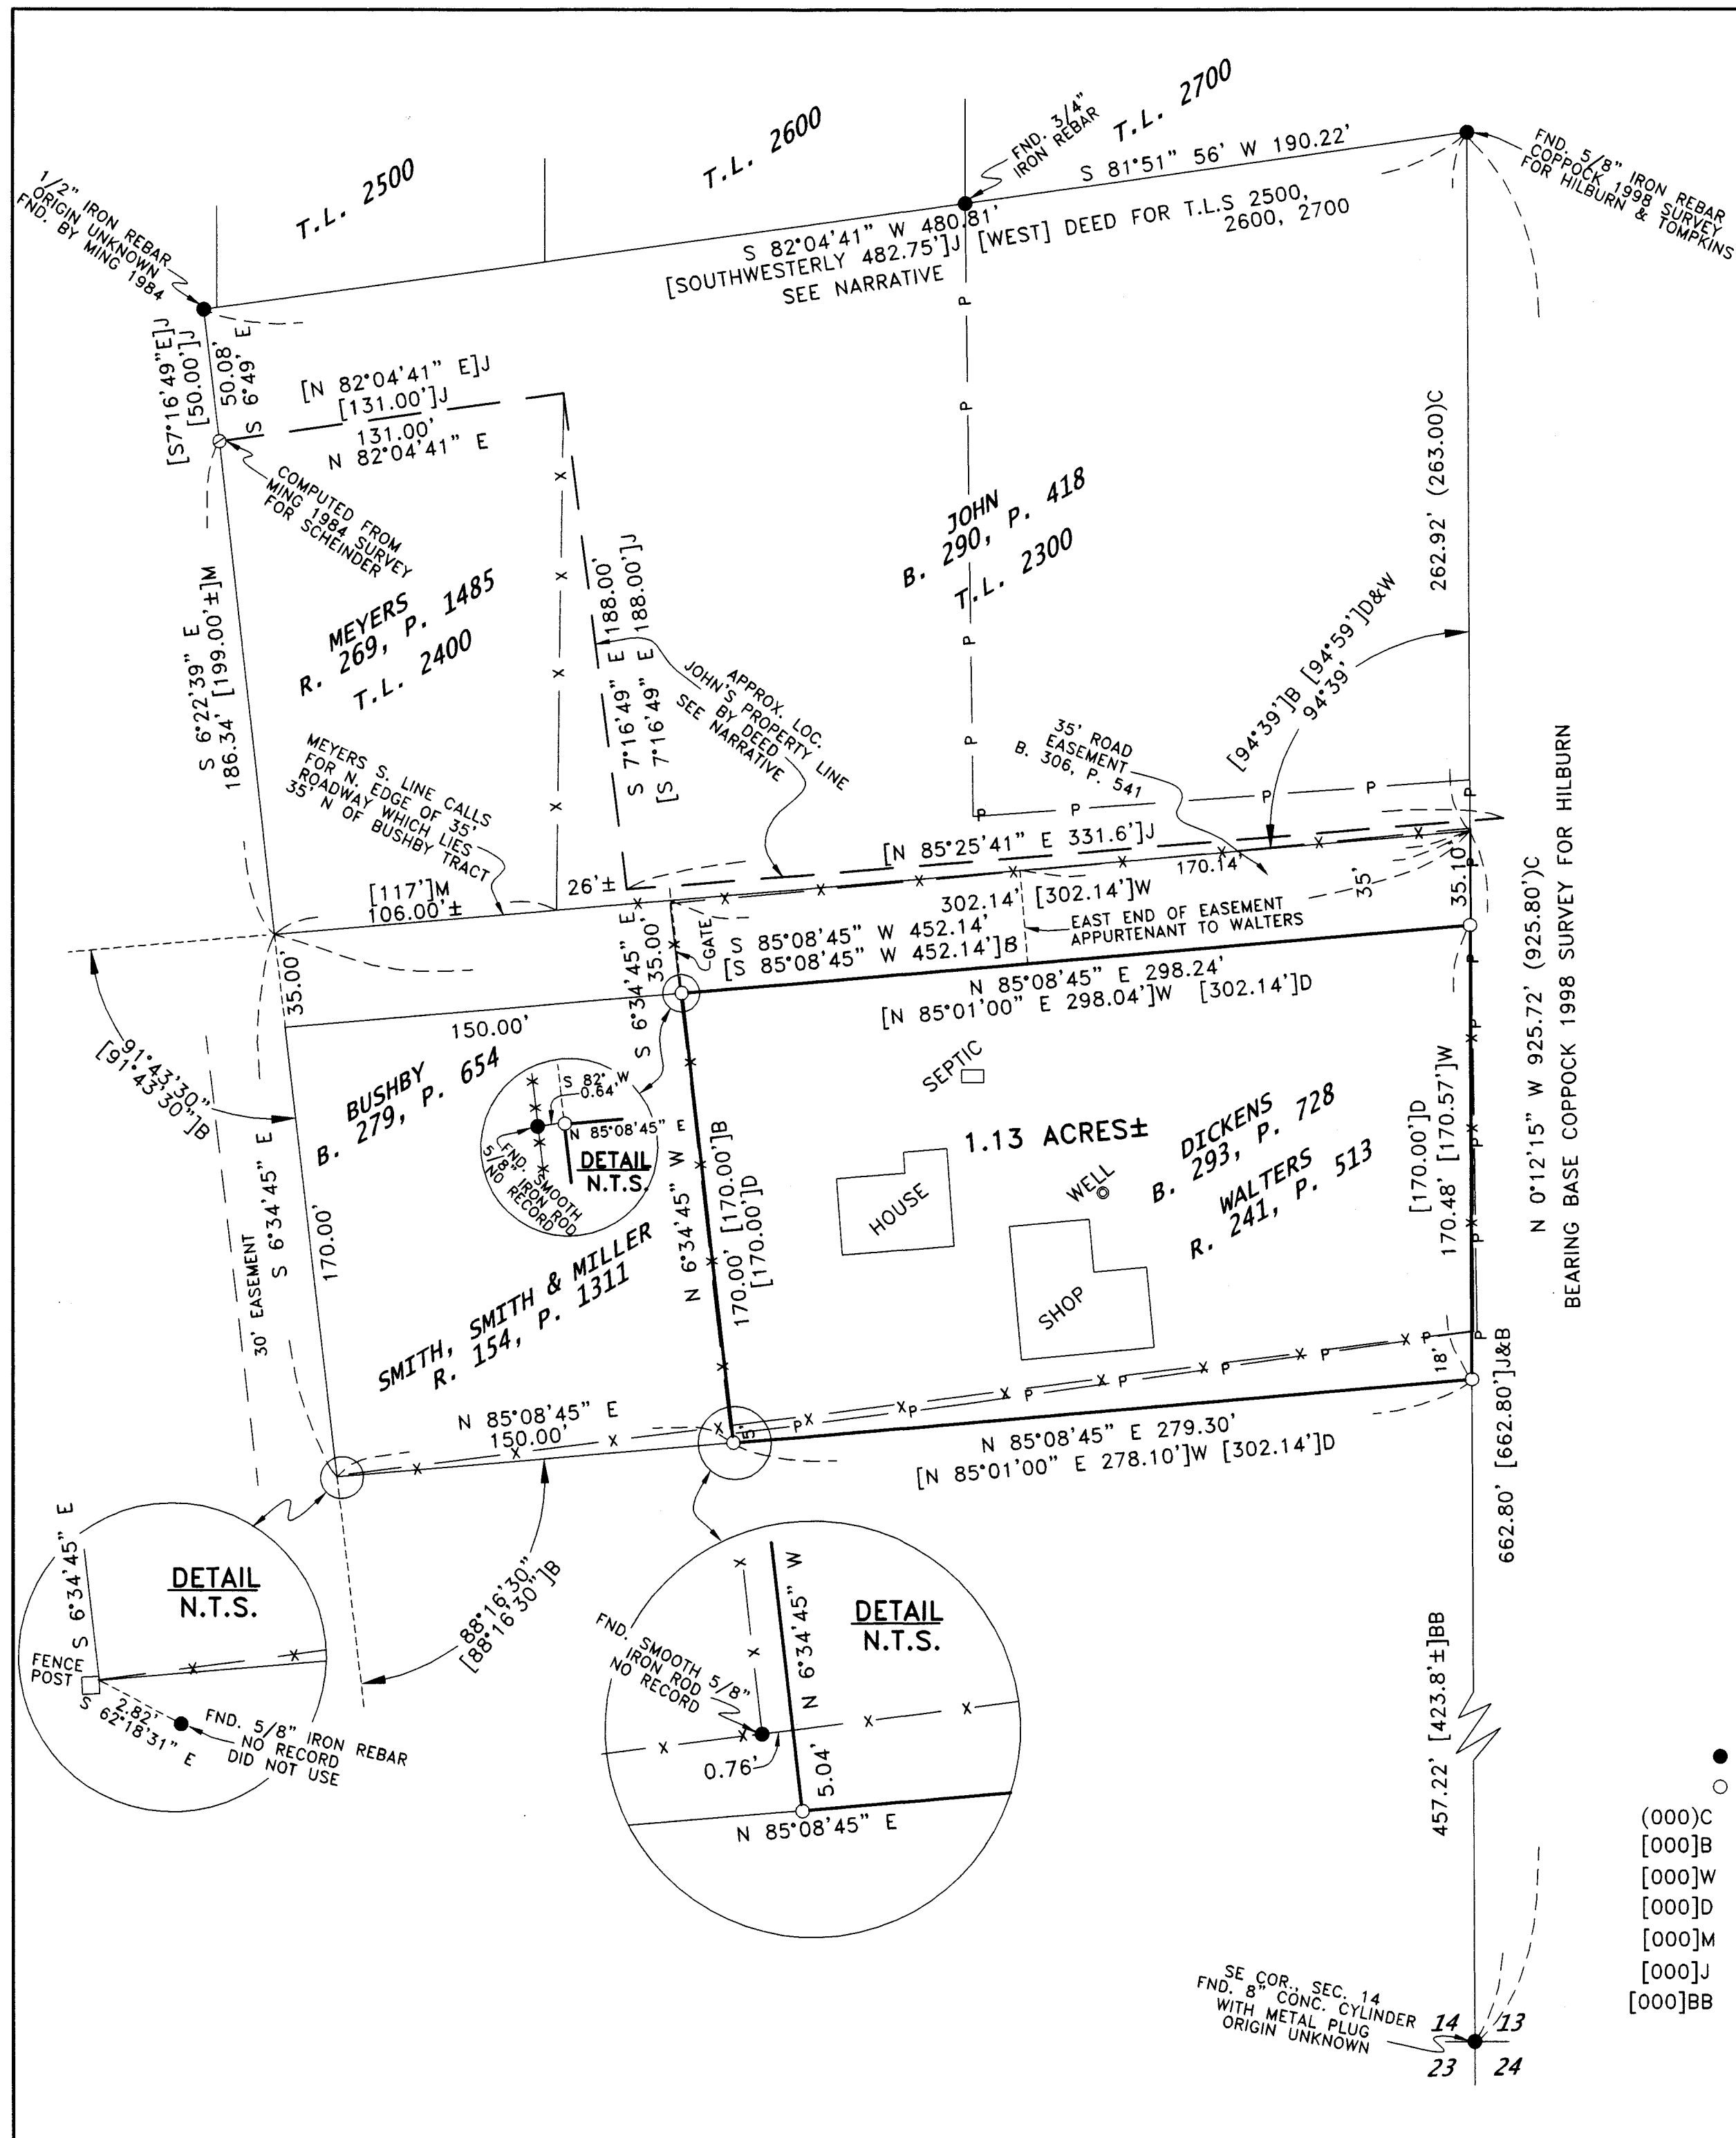 T.L. 2500
T.L. 2600
T.L. 2700
1/2" IRON REBAR
ORIGIN UNKNOWN
FND. BY MING 1984
FND. 3/4"
IRON REBAR
S 81°51" 56' W 190.22'
FND. 5/8" IRON REBAR
COPPOCK 1998 SURVEY
FOR HILBURN & TOMPKINS
S 82°04'41" W 480.81'
[SOUTHWESTERLY 482.75']J [WEST] DEED FOR T.L.S 2500,
2600, 2700
SEE NARRATIVE
[S7°16'49"E]J
[50.00']J
50.08'
S 6°49' E
[N 82°04'41" E]J
[131.00']J
131.00'
N 82°04'41" E
COMPUTED FROM
MING 1984 SURVEY
FOR SCHEINDER
S 6°22'39" E
186.34' [199.00'±]M
MEYERS
R. 269, P. 1485
T.L. 2400
S 7°16'49" E 188.00'
[S 7°16'49" E 188.00']J
APPROX. LOC.
JOHN'S PROPERTY LINE
BY DEED
SEE NARRATIVE
JOHN
B. 290, P. 418
T.L. 2300
262.92' (263.00)C
[94°39']B [94°59']D&W
94°39'
35' ROAD
EASEMENT
B. 306, P. 541
MEYERS S. LINE CALLS
FOR N. EDGE OF 35'
ROADWAY WHICH LIES
35' N OF BUSHBY TRACT
[117']M
106.00'±
26'±
[N 85°25'41" E 331.6']J
170.14'
302.14' [302.14']W
35'
35.10'
GATE
S 6°34'45" E
35.00'
S 85°08'45" W 452.14'
[S 85°08'45" W 452.14']B
EAST END OF EASEMENT
APPURTENANT TO WALTERS
N 85°08'45" E 298.24'
[N 85°01'00" E 298.04']W [302.14']D
35.00'
150.00'
91°43'30"
[91°43'30"]B
30' EASEMENT
S 6°34'45" E
170.00'
BUSHBY
B. 279, P. 654
S 82° W
0.64'
N 85°08'45" E
DETAIL
N.T.S.
FND. SMOOTH
5/8" IRON ROD
NO RECORD
SMITH, SMITH & MILLER
R. 154, P. 1311
N 6°34'45" W
170.00' [170.00']B
[170.00']D
SEPTIC
1.13 ACRES±
HOUSE
WELL
SHOP
DICKENS
B. 293, P. 728
WALTERS
R. 241, P. 513
[170.00']D
170.48' [170.57']W
N 0°12'15" W 925.72' (925.80')C
BEARING BASE COPPOCK 1998 SURVEY FOR HILBURN
18'
5'
N 85°08'45" E
150.00'
N 85°08'45" E 279.30'
[N 85°01'00" E 278.10']W [302.14']D
662.80' [662.80']J&B
88°16'30"
[88°16'30"]B
S 6°34'45" E
DETAIL
N.T.S.
FENCE
POST
2.82'
S 62°18'31" E
FND. 5/8" IRON REBAR
NO RECORD
DID NOT USE
FND. SMOOTH 5/8"
IRON ROD
NO RECORD
N 6°34'45" W
DETAIL
N.T.S.
0.76'
5.04'
N 85°08'45" E
457.22' [423.8'±]BB
(000)C
[000]B
[000]W
[000]D
[000]M
[000]J
[000]BB
SE COR., SEC. 14
FND. 8" CONC. CYLINDER
WITH METAL PLUG
ORIGIN UNKNOWN
14 13
23 24